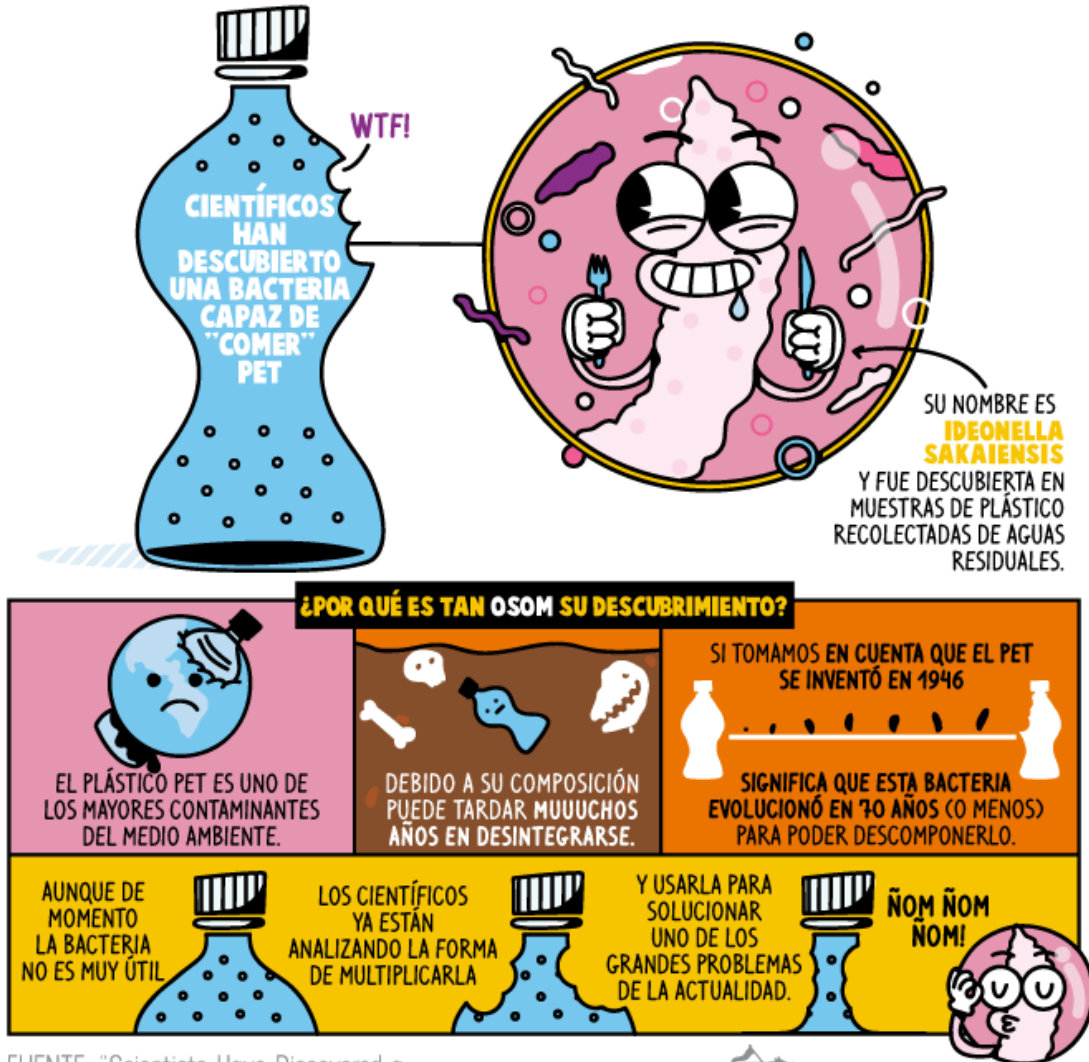 WTF!
CIENTÍFICOS
HAN
DESCUBIERTO
UNA BACTERIA
CAPAZ DE
"COMER"
PET
SU NOMBRE ES
IDEONELLA
SAKAIENSIS
Y FUE DESCUBIERTA EN
MUESTRAS DE PLÁSTICO
RECOLECTADAS DE AGUAS
RESIDUALES.
¿POR QUÉ ES TAN OSOM SU DESCUBRIMIENTO?
EL PLÁSTICO PET ES UNO DE
LOS MAYORES CONTAMINANTES
DEL MEDIO AMBIENTE.
DEBIDO A SU COMPOSICIÓN
PUEDE TARDAR MUUUCHOS
AÑOS EN DESINTEGRARSE.
SI TOMAMOS EN CUENTA QUE EL PET
SE INVENTÓ EN 1946
SIGNIFICA QUE ESTA BACTERIA
EVOLUCIONÓ EN 70 AÑOS (O MENOS)
PARA PODER DESCOMPONERLO.
AUNQUE DE
MOMENTO
LA BACTERIA
NO ES MUY ÚTIL
LOS CIENTÍFICOS
YA ESTÁN
ANALIZANDO LA FORMA
DE MULTIPLICARLA
Y USARLA PARA
SOLUCIONAR
UNO DE LOS
GRANDES PROBLEMAS
DE LA ACTUALIDAD.
ÑOM ÑOM
ÑOM!
FUENTE: "Scientists Have Discovered a